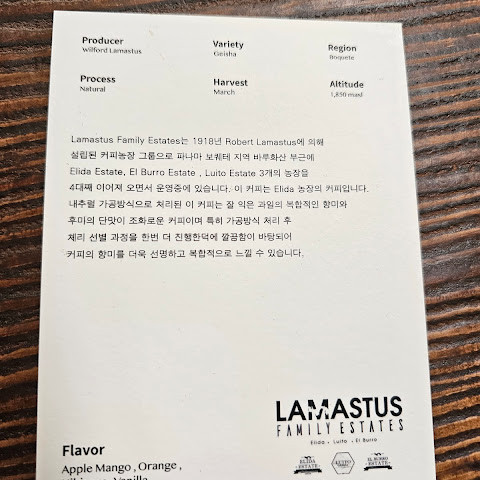 Producer
Wilford Lamastus
Variety
Geisha
Region
Boquete
Process
Natural
Harvest
March
Altitude
1,850 masl
Lamastus Family Estates는 1918년 Robert Lamastus에 의해
설립된 커피농장 그룹으로 파나마 보퀘테 지역 바루화산 부근에
Elida Estate, El Burro Estate , Luito Estate 3개의 농장을
4대째 이어져 오면서 운영중에 있습니다. 이 커피는 Elida 농장의 커피입니다.
내추럴 가공방식으로 처리된 이 커피는 잘 익은 과일의 복합적인 향미와
후미의 단맛이 조화로운 커피이며 특히 가공방식 처리 후
체리 선별 과정을 한번 더 진행한덕에 깔끔함이 바탕되어
커피의 향미를 더욱 선명하고 복합적으로 느낄 수 있습니다.
LAMASTUS
FAMILY ESTATES
Elida . Luito . El Burro
ELIDA
ESTATE
EL BURRO
ESTATE
Flavor
Apple Mango , Orange ,